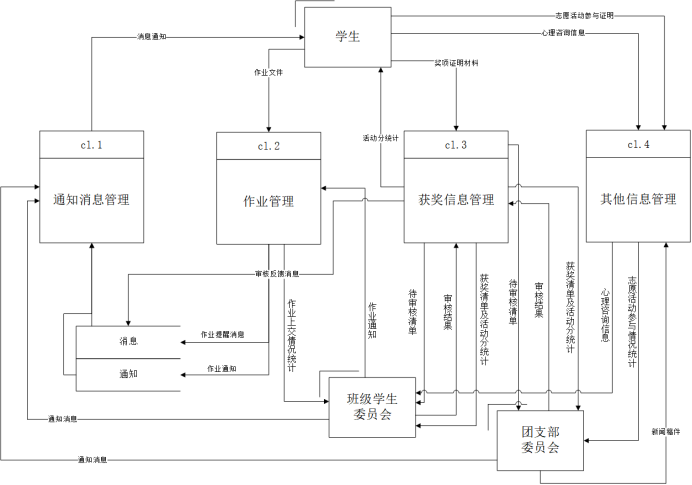 志愿活动参与证明
学生
心理咨询信息
消息通知
奖项证明材料
作业文件
活动分统计
c1.1
c1.2
c1.3
c1.4
通知消息管理
作业管理
获奖信息管理
其他信息管理
审核反馈消息
作业上交情况统计
作业通知
待审核清单
审核结果
获奖清单及活动分统计
待审核清单
审核结果
获奖清单及活动分统计
心理咨询信息
志愿活动参与情况统计
消息
作业提醒消息
通知
作业通知
班级学生
委员会
通知消息
团支部
委员会
新闻稿件
通知消息